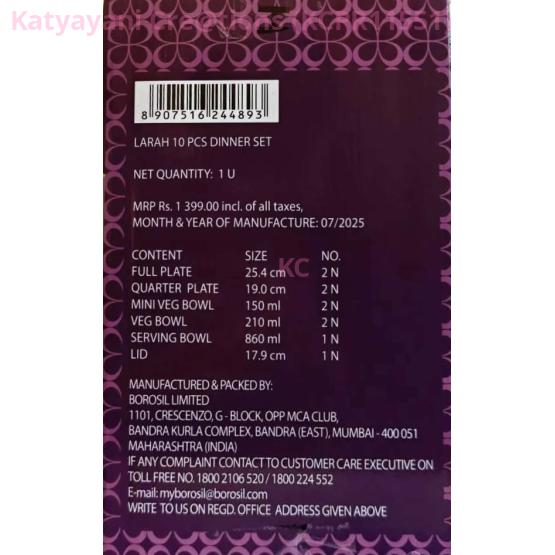 8 907516 244893
LARAH 10 PCS DINNER SET
NET QUANTITY: 1 U
MRP Rs. 1 399.00 incl. of all taxes,
MONTH & YEAR OF MANUFACTURE: 07/2025
CONTENT SIZE NO.
KC
FULL PLATE 25.4 cm 2 N
QUARTER PLATE 19.0 cm 2 N
MINI VEG BOWL 150 ml 2 N
VEG BOWL 210 ml 2 N
SERVING BOWL 860 ml 1 N
LID 17.9 cm 1 N
MANUFACTURED & PACKED BY:
BOROSIL LIMITED
1101, CRESCENZO, G - BLOCK, OPP MCA CLUB,
BANDRA KURLA COMPLEX, BANDRA (EAST), MUMBAI - 400 051
MAHARASHTRA (INDIA)
IF ANY COMPLAINT CONTACT TO CUSTOMER CARE EXECUTIVE ON
TOLL FREE NO. 1800 2106 520 / 1800 224 552
E-mail: myborosil@borosil.com
WRITE TO US ON REGD. OFFICE ADDRESS GIVEN ABOVE